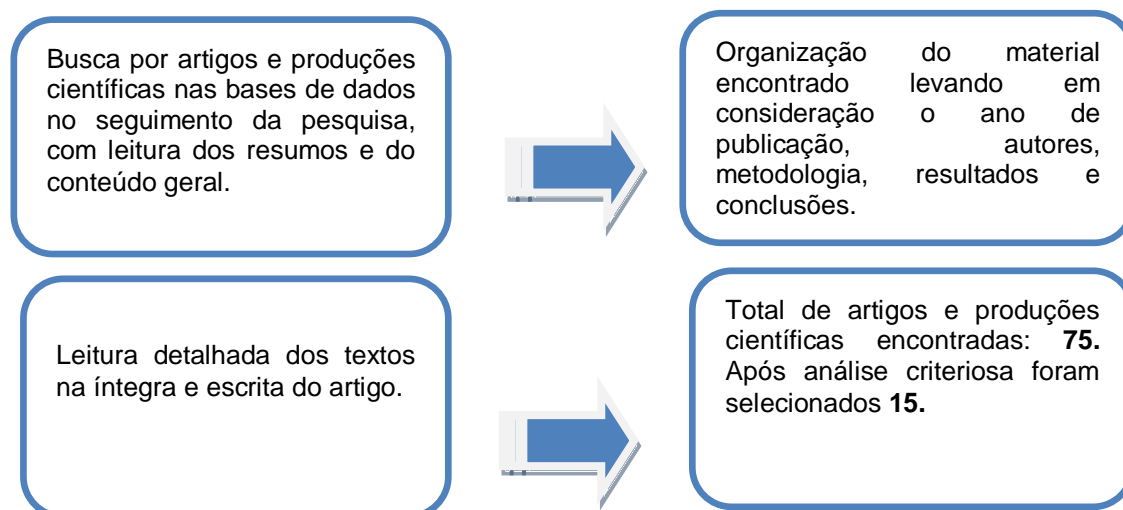 Busca por artigos e produções
científicas nas bases de dados
no seguimento da pesquisa,
com leitura dos resumos e do
conteúdo geral.
Organização do material
encontrado levando em
consideração o ano de
publicação, autores,
metodologia, resultados e
conclusões.
Leitura detalhada dos textos
na íntegra e escrita do artigo.
Total de artigos e produções
científicas encontradas: 75.
Após análise criteriosa foram
selecionados 15.